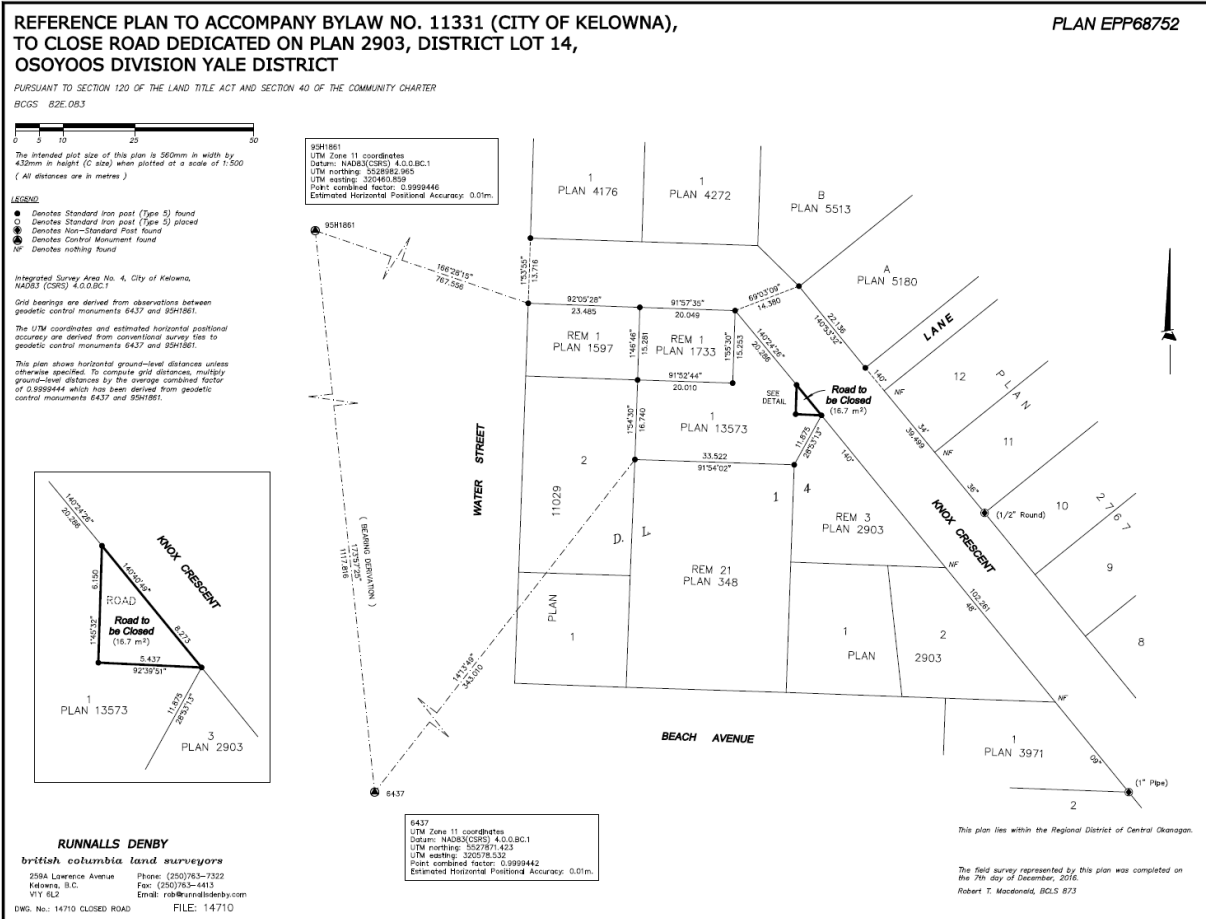 REFERENCE PLAN TO ACCOMPANY BYLAW NO. 11331 (CITY OF KELOWNA),
TO CLOSE ROAD DEDICATED ON PLAN 2903, DISTRICT LOT 14,
OSOYOOS DIVISION YALE DISTRICT
PLAN EPP68752
PURSUANT TO SECTION 120 OF THE LAND TITLE ACT AND SECTION 40 OF THE COMMUNITY CHARTER
BCGS 82E.083
0 5 10 25 50
The intended plot size of this plan is 560mm in width by
432mm in height (C size) when plotted at a scale of 1:500
( All distances are in metres )
LEGEND
Denotes Standard Iron post (Type 5) found
Denotes Standard Iron post (Type 5) placed
Denotes Non-Standard Post found
Denotes Control Monument found
NF Denotes nothing found
Integrated Survey Area No. 4, City of Kelowna,
NAD83 (CSRS) 4.0.0.BC.1
Grid bearings are derived from observations between
geodetic control monuments 6437 and 95H1861.
The UTM coordinates and estimated horizontal positional
accuracy are derived from conventional survey ties to
geodetic control monuments 6437 and 95H1861.
This plan shows horizontal ground-level distances unless
otherwise specified. To compute grid distances, multiply
ground-level distances by the average combined factor
of 0.9999444 which has been derived from geodetic
control monuments 6437 and 95H1861.
95H1861
UTM Zone 11 coordinates
Datum: NAD83(CSRS) 4.0.0.BC.1
UTM northing: 5528982.965
UTM easting: 320460.859
Point combined factor: 0.9999446
Estimated Horizontal Positional Accuracy: 0.01m.
95H1861
166°28'15"
767.556
1°53'55"
13.716
1
PLAN 4176
1
PLAN 4272
B
PLAN 5513
A
PLAN 5180
92°05'28"
23.485
91°57'35"
20.049
69°03'09"
14.380
22.136
140°53'32"
LANE
REM 1
PLAN 1597
1°46'46"
15.281
REM 1
PLAN 1733
1°55'30"
15.253
140°24'26"
20.286
91°52'44"
20.010
SEE
DETAIL
Road to
be Closed
(16.7 m²)
140°
NF
12
PLAN
11
10
2767
9
8
34'
39.499
NF
36"
(1/2" Round)
1°54'30"
16.740
1
PLAN 13573
11.875
28°53'13"
140°
33.522
91°54'02"
WATER STREET
2
11029
PLAN
1
D. L. 1 4
REM 3
PLAN 2903
KNOX CRESCENT
REM 21
PLAN 348
NF
102.261
48'
1
PLAN
2
2903
NF
( BEARING DERIVATION )
173°57'25"
1117.816
14°13'49"
343.010
BEACH AVENUE
1
PLAN 3971
09"
(1" Pipe)
2
6437
140°24'26"
20.286
KNOX CRESCENT
6.150
1°45'32"
140°40'49"
8.273
ROAD
Road to
be Closed
(16.7 m²)
5.437
92°39'51"
1
PLAN 13573
11.875
28°53'13"
3
PLAN 2903
6437
UTM Zone 11 coordinates
Datum: NAD83(CSRS) 4.0.0.BC.1
UTM northing: 5527871.423
UTM easting: 320578.532
Point combined factor: 0.9999442
Estimated Horizontal Positional Accuracy: 0.01m.
RUNNALLS DENBY
british columbia land surveyors
259A Lawrence Avenue Phone: (250)763-7322
Kelowna, B.C. Fax: (250)763-4413
V1Y 6L2 Email: rob@runnallsdenby.com
DWG. No.: 14710 CLOSED ROAD FILE: 14710
This plan lies within the Regional District of Central Okanagan.
The field survey represented by this plan was completed on
the 7th day of December, 2016.
Robert T. Macdonald, BCLS 873